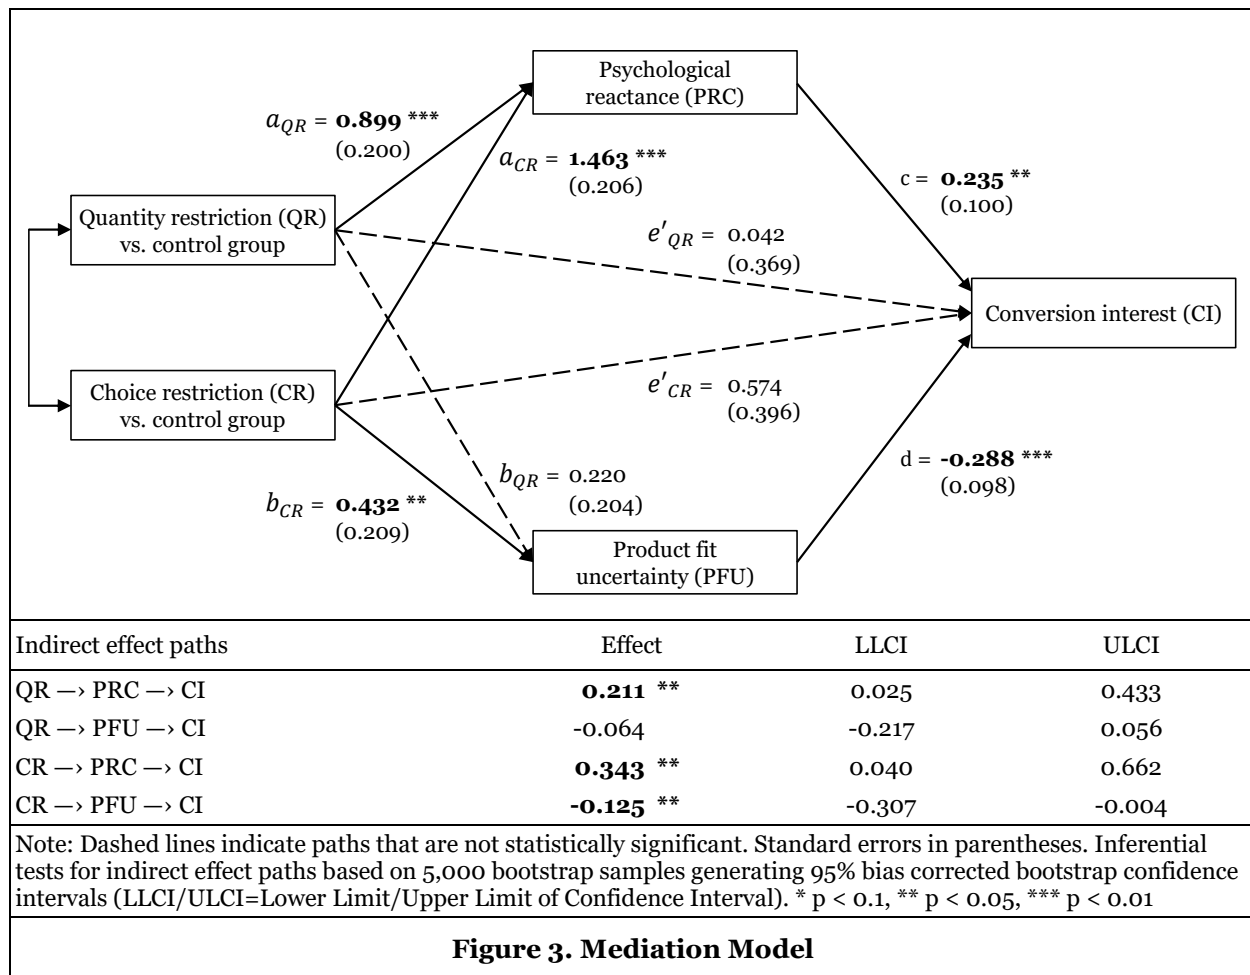 Psychological
reactance (PRC)
a_QR = 0.899 ***
(0.200)
a_CR = 1.463 ***
(0.206)
c = 0.235 **
(0.100)
Quantity restriction (QR)
vs. control group
e′_QR = 0.042
(0.369)
Conversion interest (CI)
Choice restriction (CR)
vs. control group
e′_CR = 0.574
(0.396)
b_QR = 0.220
(0.204)
b_CR = 0.432 **
(0.209)
d = -0.288 ***
(0.098)
Product fit
uncertainty (PFU)
Indirect effect paths Effect LLCI ULCI
QR —› PRC —› CI 0.211 ** 0.025 0.433
QR —› PFU —› CI -0.064 -0.217 0.056
CR —› PRC —› CI 0.343 ** 0.040 0.662
CR —› PFU —› CI -0.125 ** -0.307 -0.004
Note: Dashed lines indicate paths that are not statistically significant. Standard errors in parentheses. Inferential
tests for indirect effect paths based on 5,000 bootstrap samples generating 95% bias corrected bootstrap confidence
intervals (LLCI/ULCI=Lower Limit/Upper Limit of Confidence Interval). * p < 0.1, ** p < 0.05, *** p < 0.01
Figure 3. Mediation Model